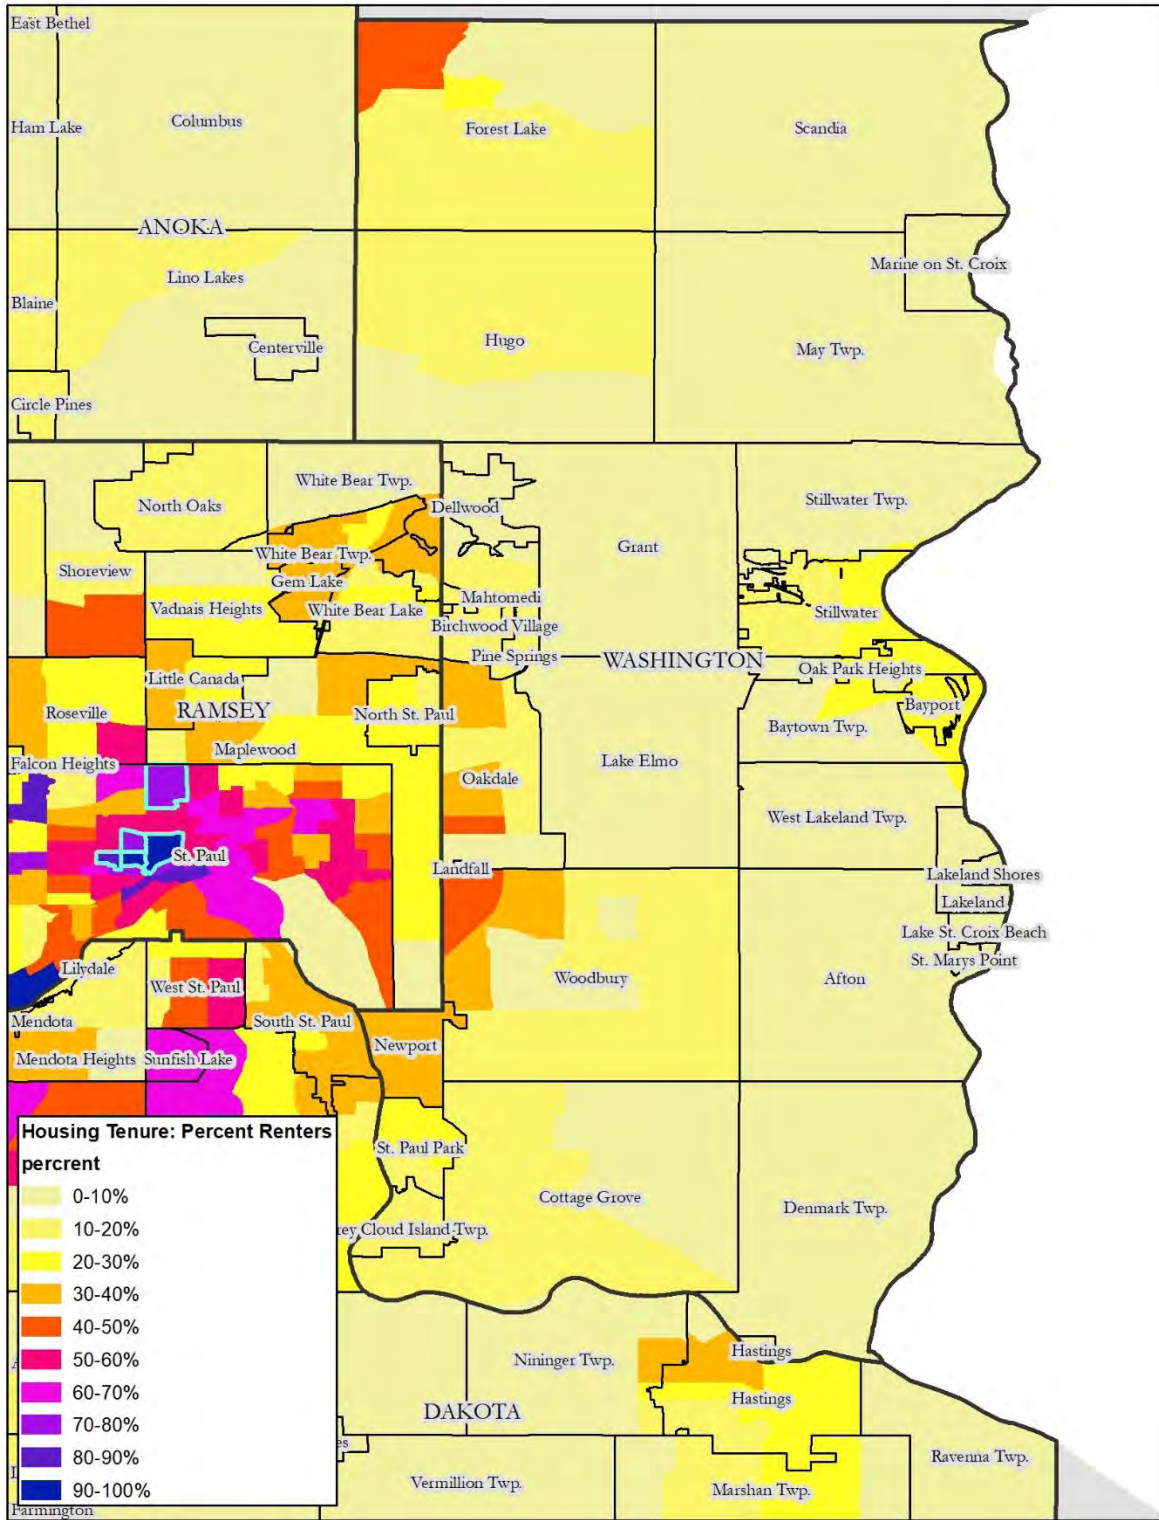 East Bethel
Ham Lake
Columbus
Forest Lake
Scandia
ANOKA
Lino Lakes
Marine on St. Croix
Blaine
Centerville
Hugo
May Twp.
Circle Pines
White Bear Twp.
North Oaks
Dellwood
Stillwater Twp.
Grant
White Bear Twp.
Shoreview
Gem Lake
Mahtomedi
Vadnais Heights
White Bear Lake
Stillwater
Birchwood Village
Pine Springs
WASHINGTON
Oak Park Heights
Little Canada
Roseville
RAMSEY
North St. Paul
Bayport
Baytown Twp.
Maplewood
Falcon Heights
Oakdale
Lake Elmo
West Lakeland Twp.
St. Paul
Landfall
Lakeland Shores
Lakeland
Lake St. Croix Beach
Lilydale
St. Marys Point
West St. Paul
Woodbury
Afton
Mendota
South St. Paul
Newport
Mendota Heights
Sunfish Lake
St. Paul Park
Cottage Grove
Denmark Twp.
rey Cloud Island Twp.
Housing Tenure: Percent Renters
percrent
0-10%
10-20%
20-30%
30-40%
40-50%
50-60%
60-70%
70-80%
80-90%
90-100%
Nininger Twp.
Hastings
Hastings
DAKOTA
es
Ravenna Twp.
Vermillion Twp.
Marshan Twp.
Farmington